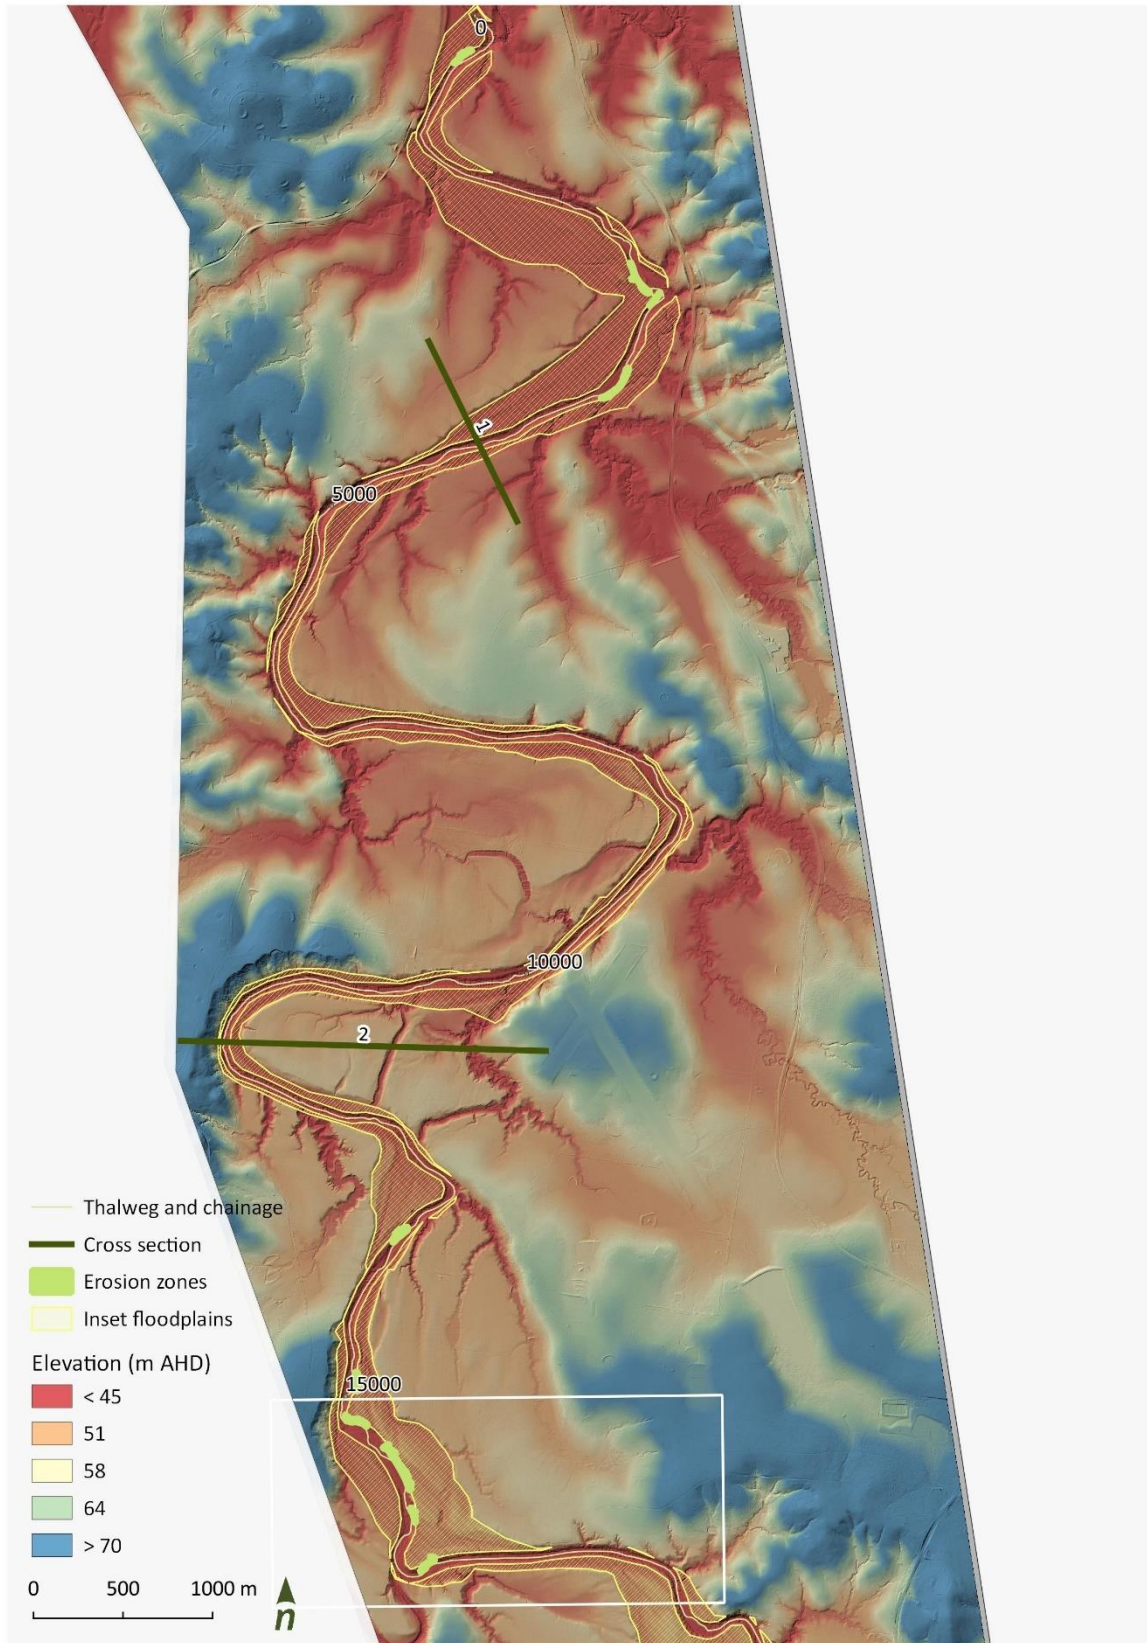 0
1
5000
10000
2
15000
Thalweg and chainage
Cross section
Erosion zones
Inset floodplains
Elevation (m AHD)
< 45
51
58
64
> 70
0 500 1000 m
n